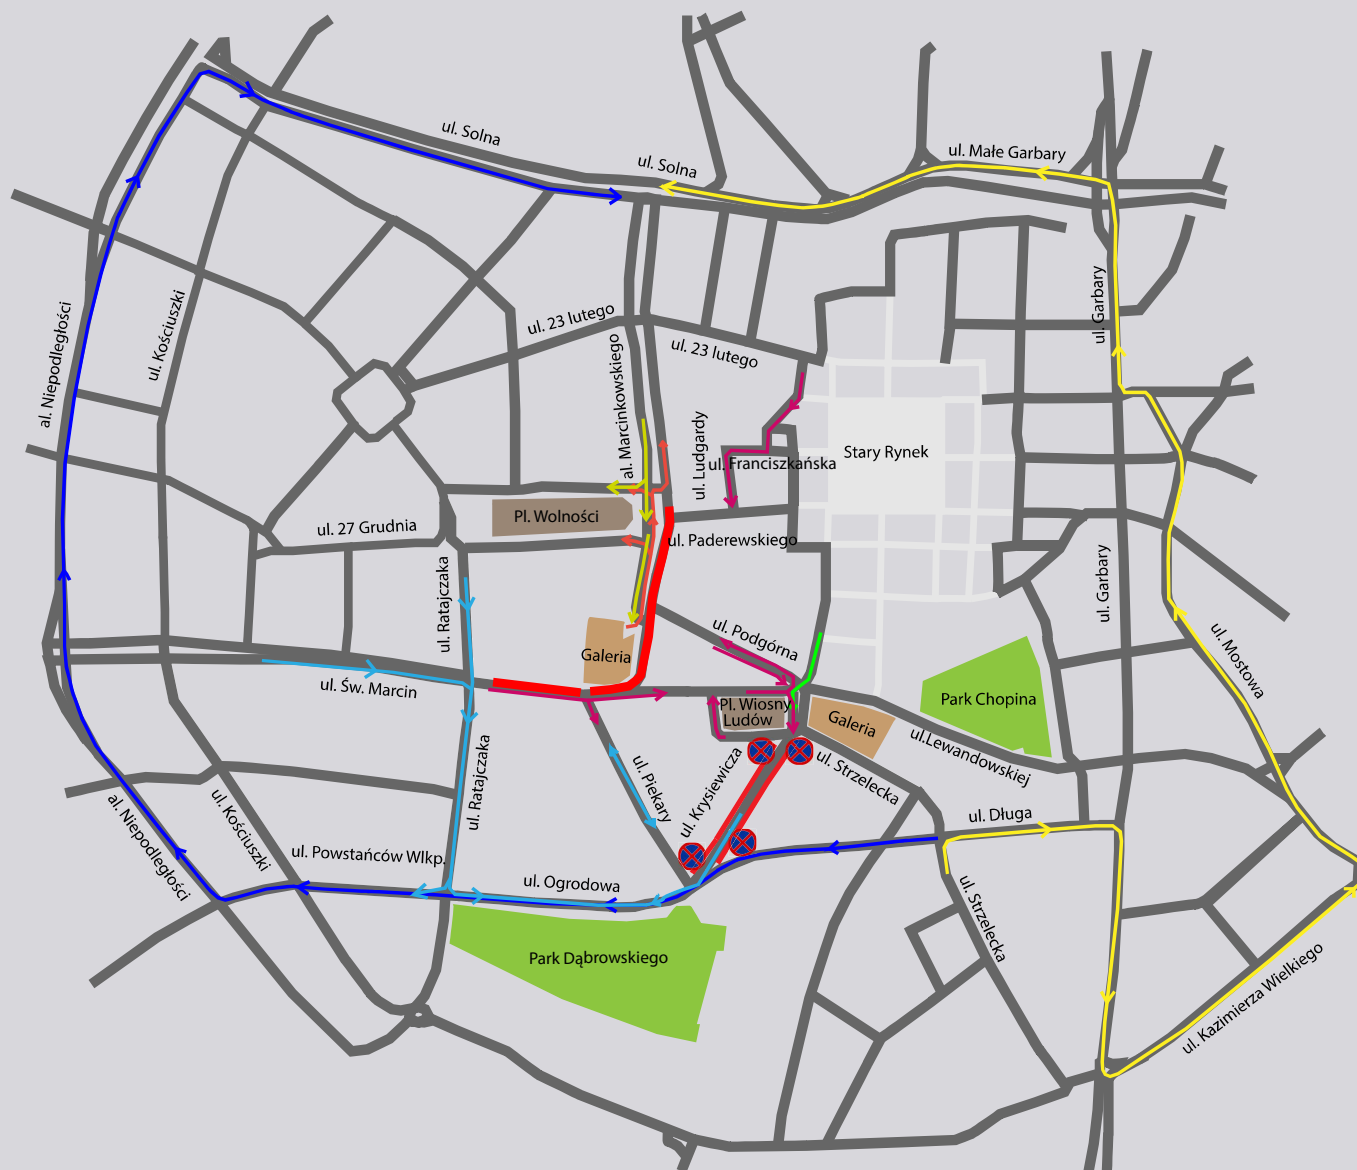 ul. Solna
ul. Solna
ul. Małe Garbary
ul. Garbary
al. Niepodległości
ul. Kościuszki
ul. 23 lutego
ul. 23 lutego
al. Marcinkowskiego
ul. Ludgardy
ul. Franciszkańska
Stary Rynek
Pl. Wolności
ul. 27 Grudnia
ul. Paderewskiego
ul. Ratajczaka
ul. Garbary
ul. Mostowa
ul. Podgórna
Galeria
ul. Św. Marcin
Park Chopina
Pl. Wiosny
Ludów
Galeria
ul.Lewandowskiej
ul. Strzelecka
ul. Krysiewicza
ul. Piekary
ul. Ratajczaka
ul. Kościuszki
al. Niepodległości
ul. Długa
ul. Powstańców Wlkp.
ul. Ogrodowa
ul. Strzelecka
Park Dąbrowskiego
ul. Kazimierza Wielkiego